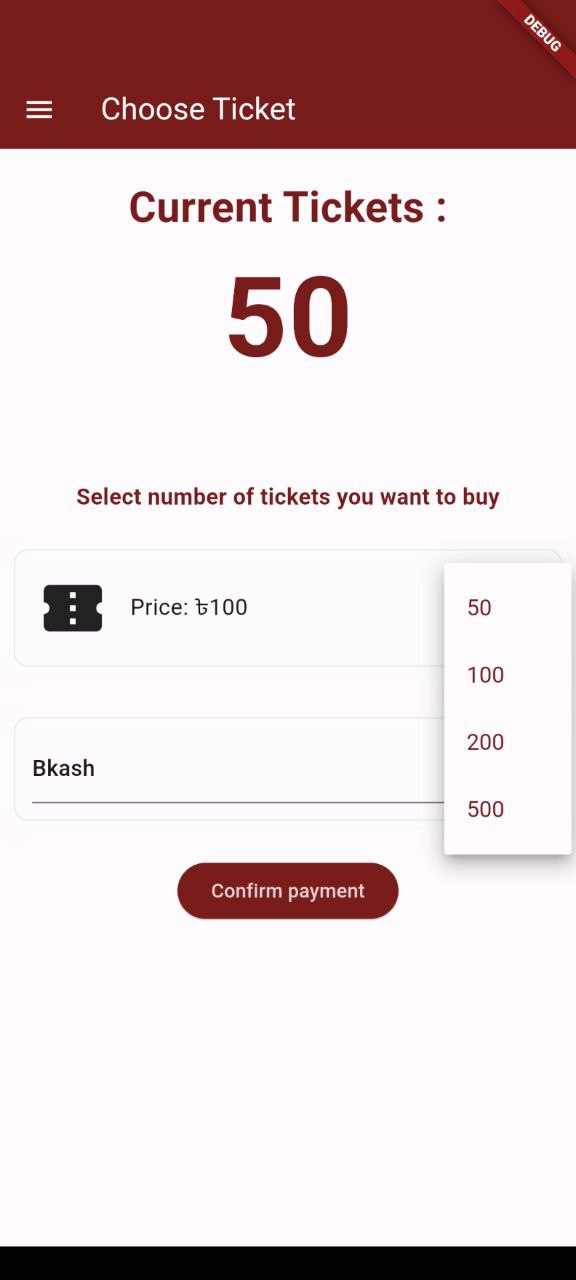 DEBUG
Choose Ticket
Current Tickets :
50
Select number of tickets you want to buy
Price: ৳100
50
100
200
500
Bkash
Confirm payment